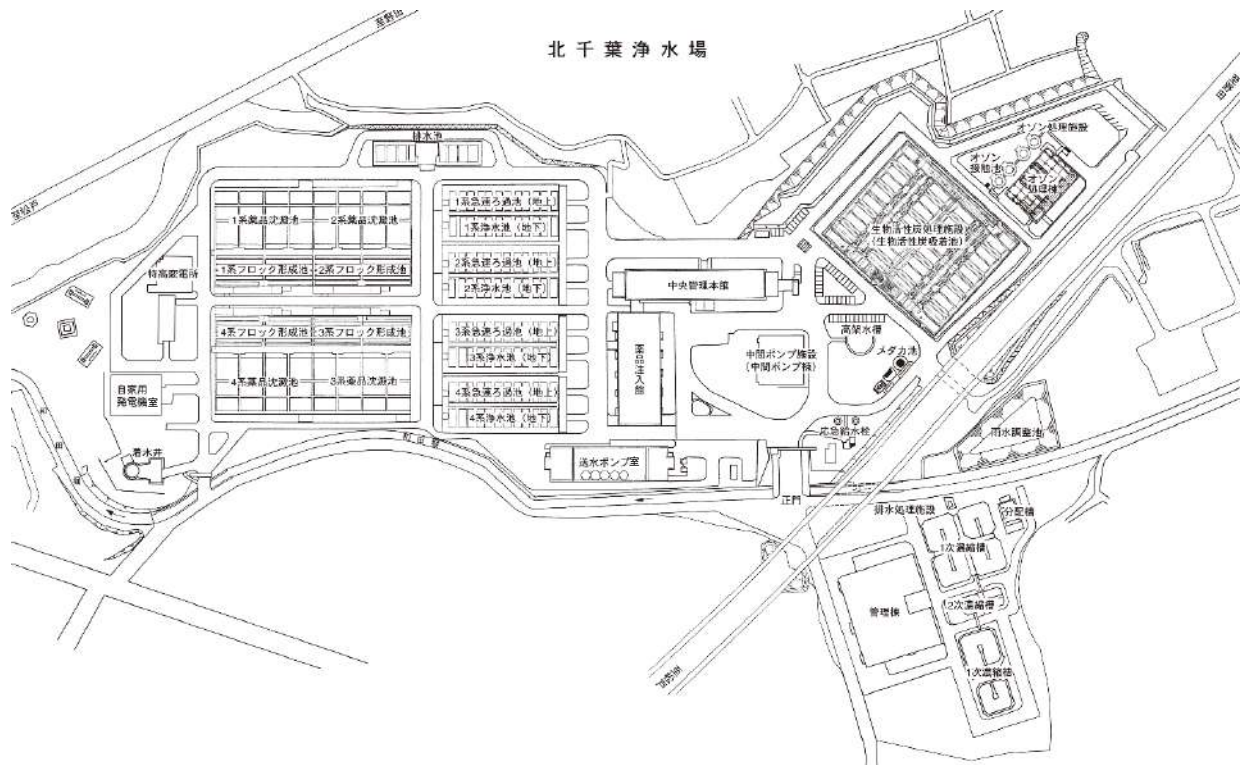 北千葉浄水場
至野田
排水池
オゾン処理施設
オゾン
接触池
オゾン
処理棟
1系薬品沈澱池
2系薬品沈澱池
1系急速ろ過池（地上）
1系浄水池（地下）
生物活性炭処理施設
(生物活性炭吸着池)
至松戸
特高受電所
1系フロック形成池
2系フロック形成池
2系急速ろ過池（地上）
2系浄水池（地下）
中央管理本館
4系フロック形成池
3系フロック形成池
3系急速ろ過池（地上）
3系浄水池（地下）
薬品注入館
高架水槽
中間ポンプ施設
(中間ポンプ棟)
メダカ池
自家用
発電機室
4系薬品沈澱池
3系薬品沈澱池
4系急速ろ過池（地上）
4系浄水池（地下）
応急給水栓
雨水調整池
着水井
送水ポンプ室
正門
排水処理施設
分配槽
1次濃縮槽
管理棟
2次濃縮槽
1次濃縮槽